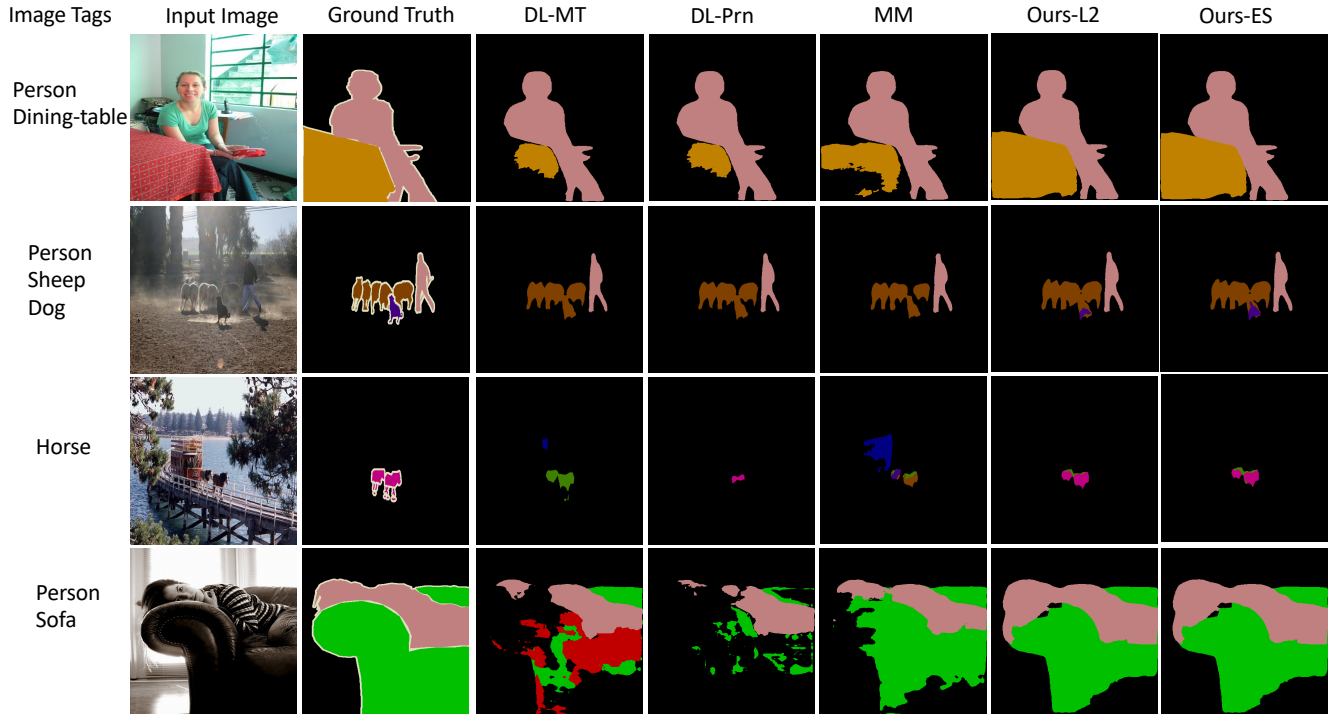 Image Tags Input Image Ground Truth DL-MT DL-Prn MM Ours-L2 Ours-ES
Person
Dining-table
Person
Sheep
Dog
Horse
Person
Sofa